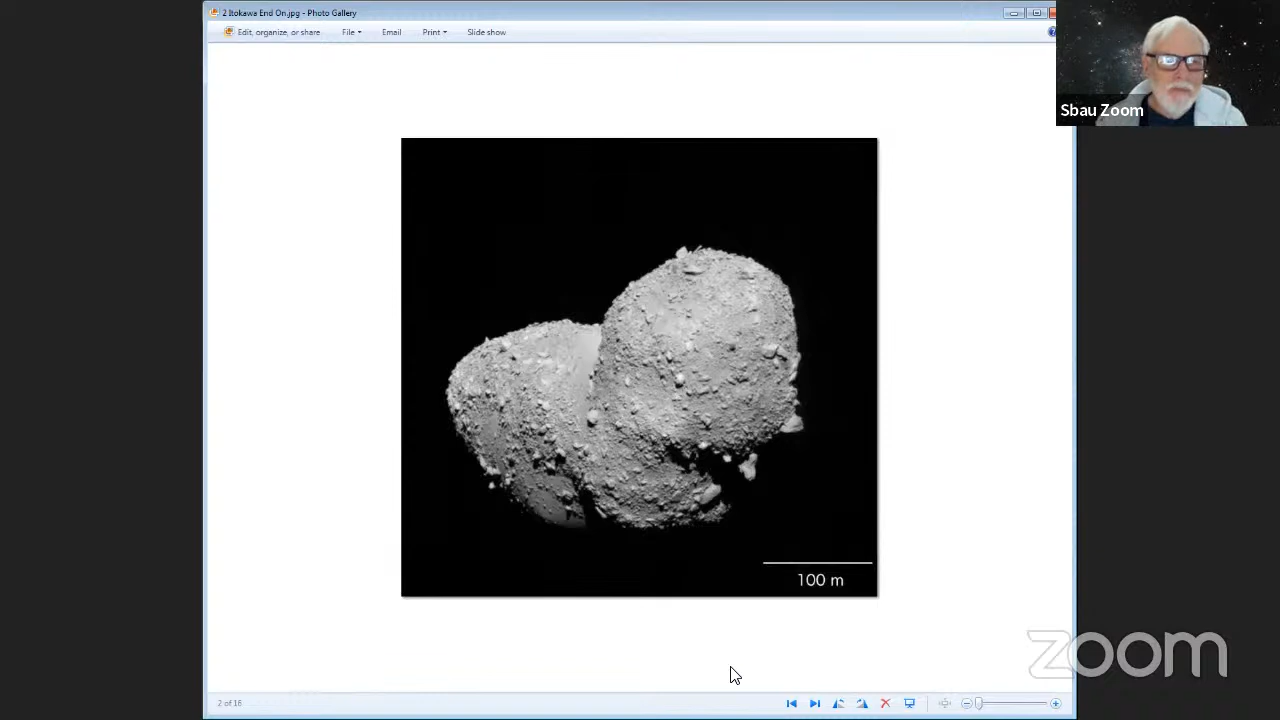 2 Itokawa End On.jpg - Photo Gallery
Edit, organize, or share File Email Print Slide show
Sbau Zoom
100 m
zoom
2 of 16